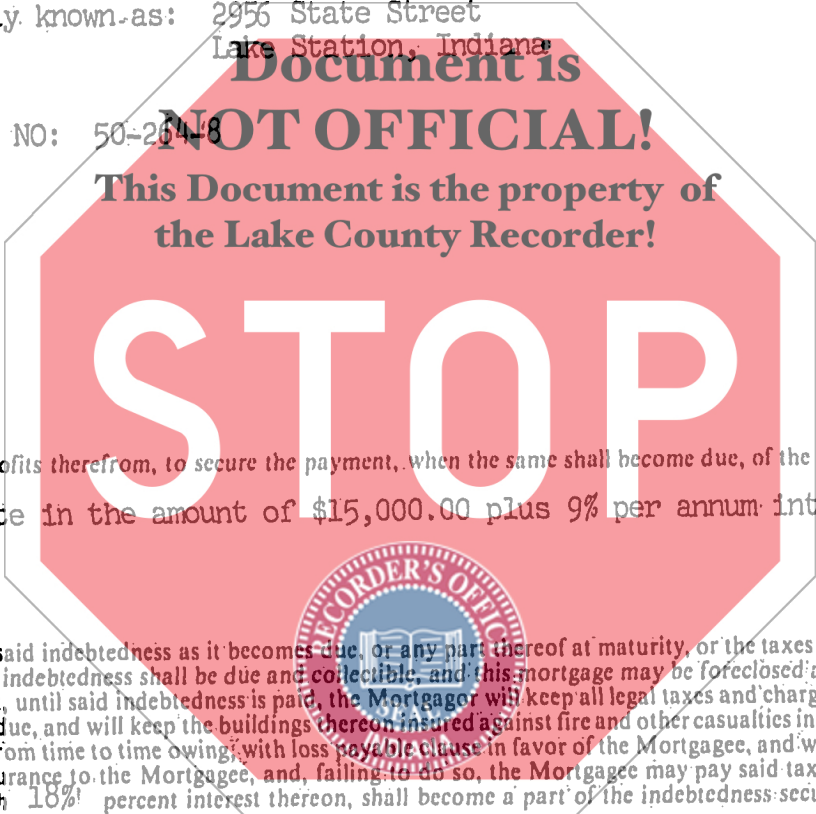 y known as: 2956 State Street
Lake Station, Indiana
Document is
NOT OFFICIAL!
NO: 50-264-8
This Document is the property of
the Lake County Recorder!
STOP
ofits therefrom, to secure the payment, when the same shall become due, of the
te in the amount of $15,000.00 plus 9% per annum int
RECORDER'S OFFIC
said indebtedness as it becomes due, or any part thereof at maturity, or the taxes
indebtedness shall be due and collectible, and this mortgage may be foreclosed a
, until said indebtedness is paid, the Mortgagor will keep all legal taxes and charg
SEAL
due, and will keep the buildings thereon insured against fire and other casualties in
om time to time owing, with loss payable clause in favor of the Mortgagee, and w
urance to the Mortgagee, and, failing to do so, the Mortgagee may pay said tax
h 18% percent interest thereon, shall become a part of the indebtedness secu